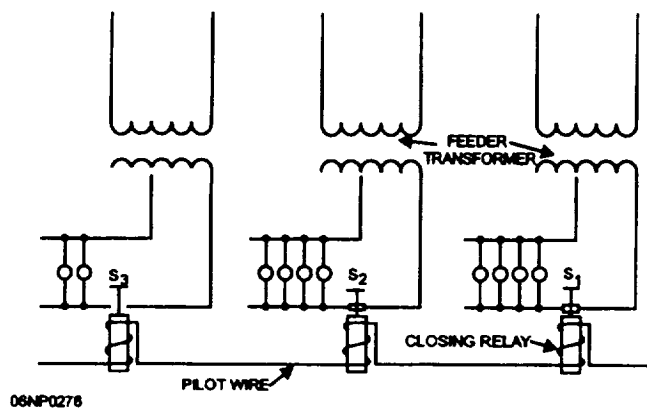 FEEDER
TRANSFORMER
S3
S2
S1
CLOSING RELAY
PILOT WIRE
06NP0276